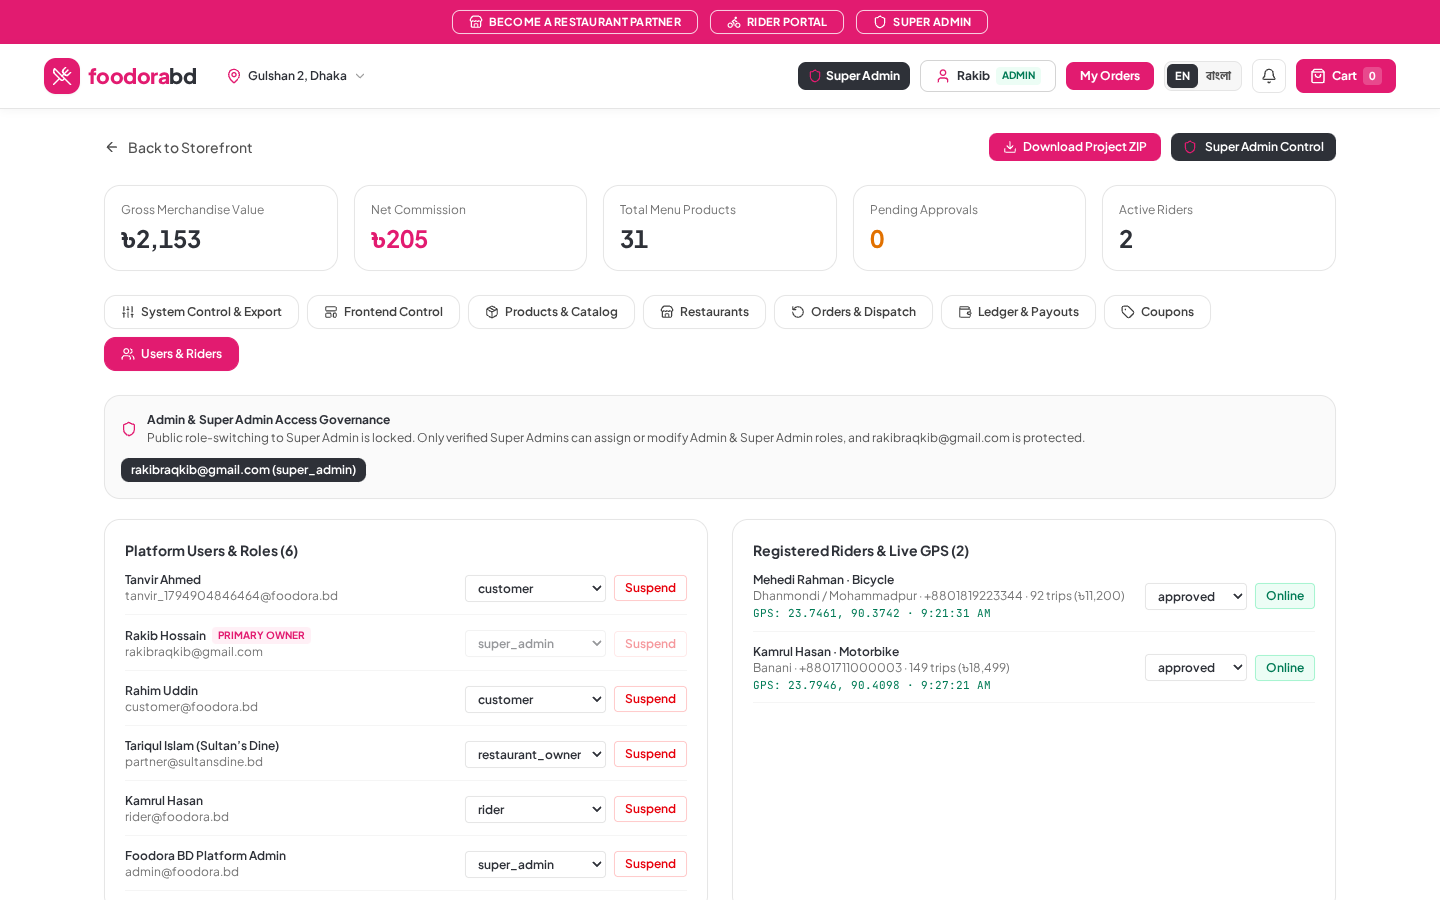 BECOME A RESTAURANT PARTNER
RIDER PORTAL
SUPER ADMIN
foodorabd
Gulshan 2, Dhaka
Super Admin
Rakib ADMIN
My Orders
EN বাংলা
Cart 0
Back to Storefront
Download Project ZIP
Super Admin Control
Gross Merchandise Value
৳2,153
Net Commission
৳205
Total Menu Products
31
Pending Approvals
0
Active Riders
2
System Control & Export
Frontend Control
Products & Catalog
Restaurants
Orders & Dispatch
Ledger & Payouts
Coupons
Users & Riders
Admin & Super Admin Access Governance
Public role-switching to Super Admin is locked. Only verified Super Admins can assign or modify Admin & Super Admin roles, and rakibraqkib@gmail.com is protected.
rakibraqkib@gmail.com (super_admin)
Platform Users & Roles (6)
Tanvir Ahmed
tanvir_1794904846464@foodora.bd
customer
Suspend
Rakib Hossain PRIMARY OWNER
rakibraqkib@gmail.com
super_admin
Suspend
Rahim Uddin
customer@foodora.bd
customer
Suspend
Tariqul Islam (Sultan's Dine)
partner@sultansdine.bd
restaurant_owner
Suspend
Kamrul Hasan
rider@foodora.bd
rider
Suspend
Foodora BD Platform Admin
admin@foodora.bd
super_admin
Suspend
Registered Riders & Live GPS (2)
Mehedi Rahman · Bicycle
Dhanmondi / Mohammadpur · +8801819223344 · 92 trips (৳11,200)
GPS: 23.7461, 90.3742 · 9:21:31 AM
approved
Online
Kamrul Hasan · Motorbike
Banani · +8801711000003 · 149 trips (৳18,499)
GPS: 23.7946, 90.4098 · 9:27:21 AM
approved
Online